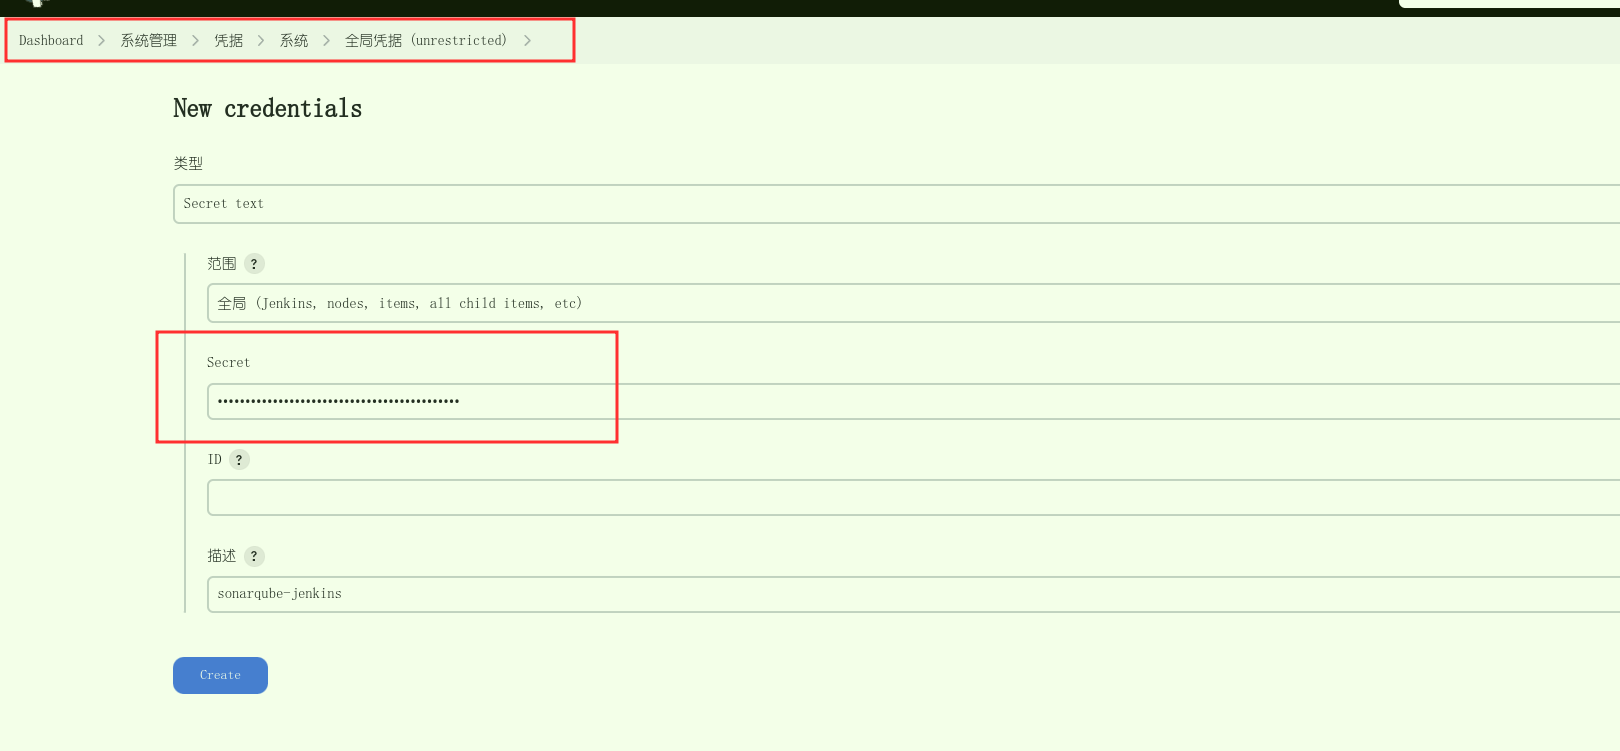 Dashboard > 系统管理 > 凭据 > 系统 > 全局凭据 (unrestricted) >
New credentials
类型
Secret text
范围 ?
全局 (Jenkins, nodes, items, all child items, etc)
Secret
ID ?
描述 ?
sonarqube-jenkins
Create